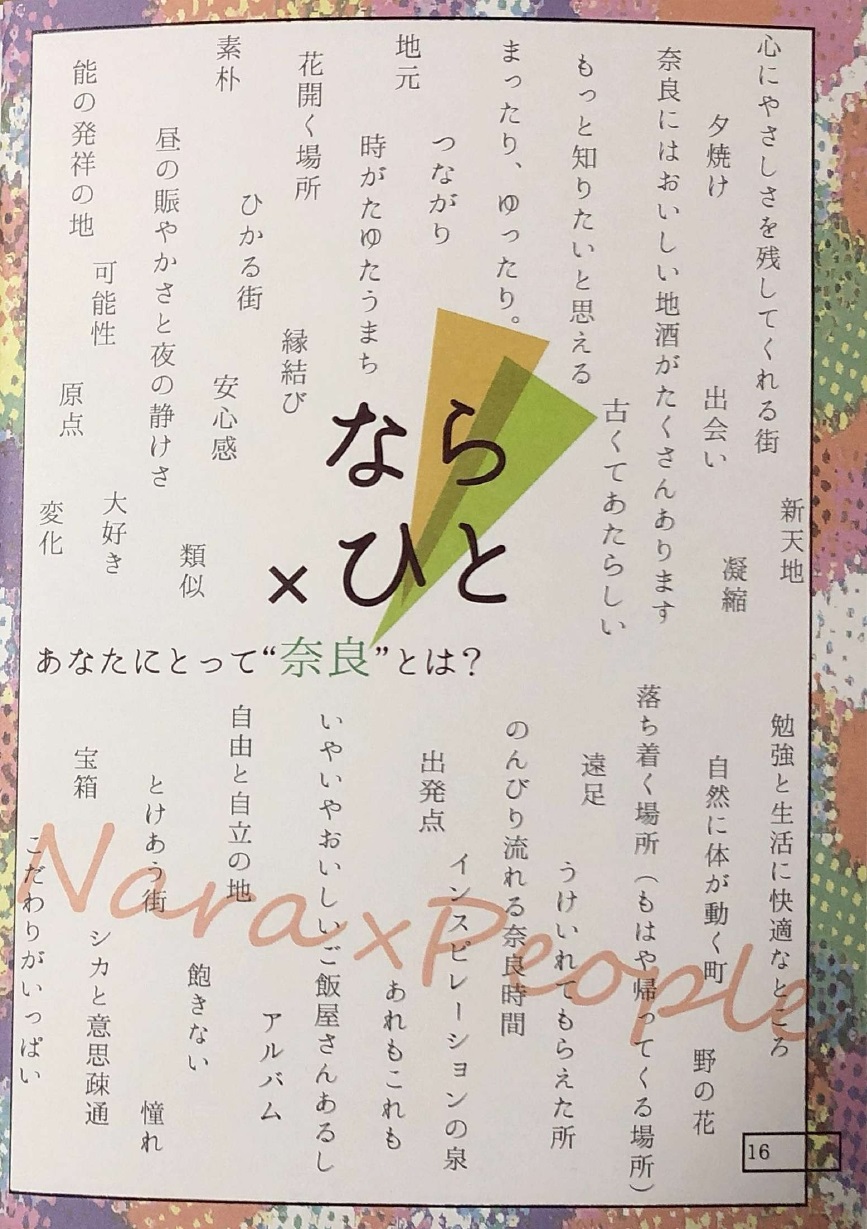 心にやさしさを残してくれる街
新天地
夕焼け
出会い
凝縮
奈良にはおいしい地酒がたくさんあります
古くてあたらしい
もっと知りたいと思える
まったり、ゆったり。
つながり
地元
時がたゆたうまち
花開く場所
縁結び
ひかる街
素朴
安心感
類似
昼の賑やかさと夜の静けさ
能の発祥の地
可能性
大好き
原点
変化
なら
×ひと
あなたにとって“奈良”とは?
勉強と生活に快適なところ
自然に体が動く町
野の花
落ち着く場所(もはや帰ってくる場所)
遠足
うけいれてもらえた所
のんびり流れる奈良時間
インスピレーションの泉
出発点
あれもこれも
いやいやおいしいご飯屋さんあるし
アルバム
自由と自立の地
飽きない
とけあう街
憧れ
宝箱
シカと意思疎通
こだわりがいっぱい
Nara×People
16